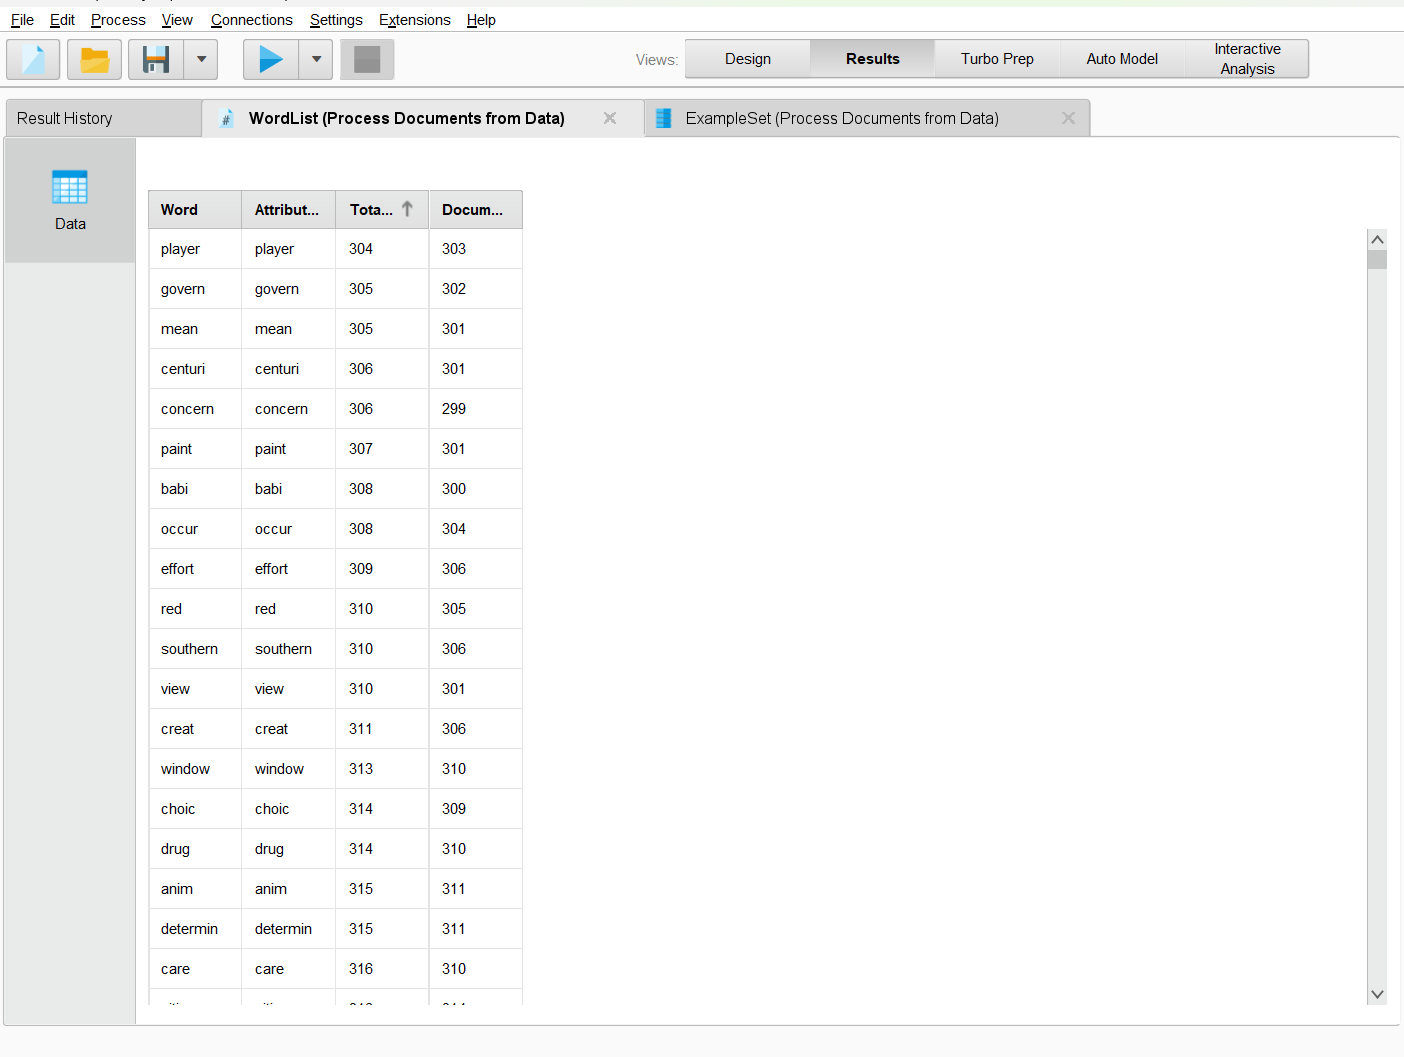 File Edit Process View Connections Settings Extensions Help
Views: Design Results Turbo Prep Auto Model Interactive Analysis
Result History # WordList (Process Documents from Data) ExampleSet (Process Documents from Data)
Data
Word Attribut... Tota... Docum...
player player 304 303
govern govern 305 302
mean mean 305 301
centuri centuri 306 301
concern concern 306 299
paint paint 307 301
babi babi 308 300
occur occur 308 304
effort effort 309 306
red red 310 305
southern southern 310 306
view view 310 301
creat creat 311 306
window window 313 310
choic choic 314 309
drug drug 314 310
anim anim 315 311
determin determin 315 311
care care 316 310